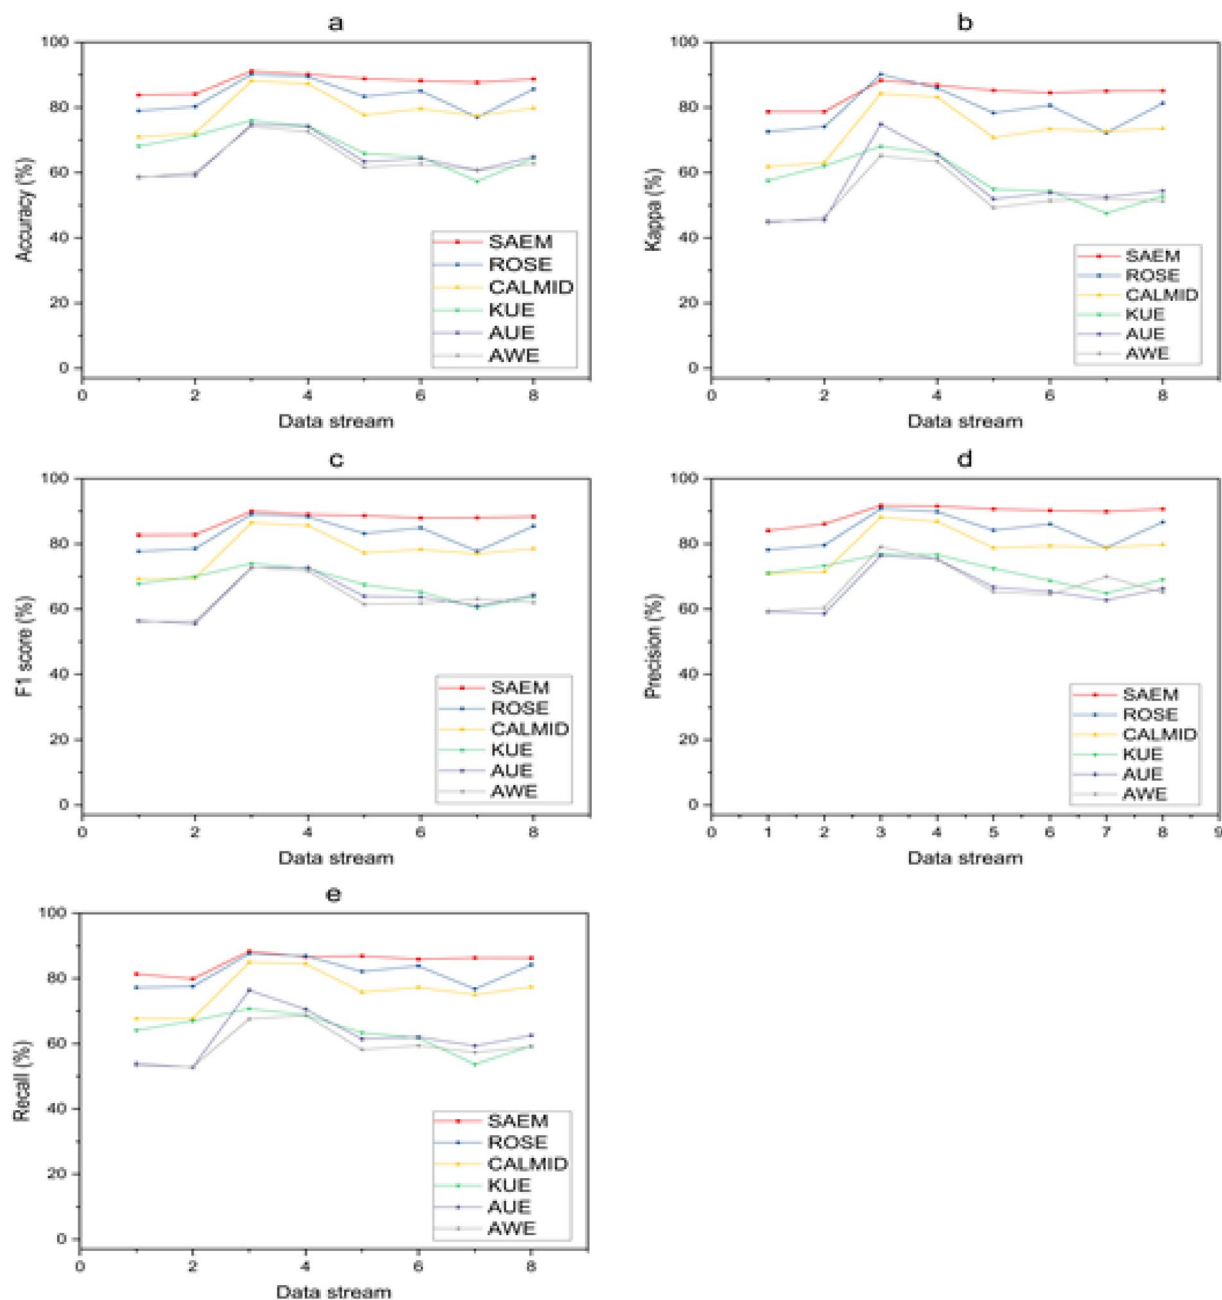 a
100
80
60
40
20
0
Accuracy (%)
SAEM
ROSE
CALMID
KUE
AUE
AWE
0 2 4 6 8
Data stream
b
100
80
60
40
20
0
Kappa (%)
SAEM
ROSE
CALMID
KUE
AUE
AWE
0 2 4 6 8
Data stream
c
100
80
60
40
20
0
F1 score (%)
SAEM
ROSE
CALMID
KUE
AUE
AWE
0 2 4 6 8
Data stream
d
100
80
60
40
20
0
Precision (%)
SAEM
ROSE
CALMID
KUE
AUE
AWE
0 1 2 3 4 5 6 7 8 9
Data stream
e
100
80
60
40
20
0
Recall (%)
SAEM
ROSE
CALMID
KUE
AUE
AWE
0 2 4 6 8
Data stream